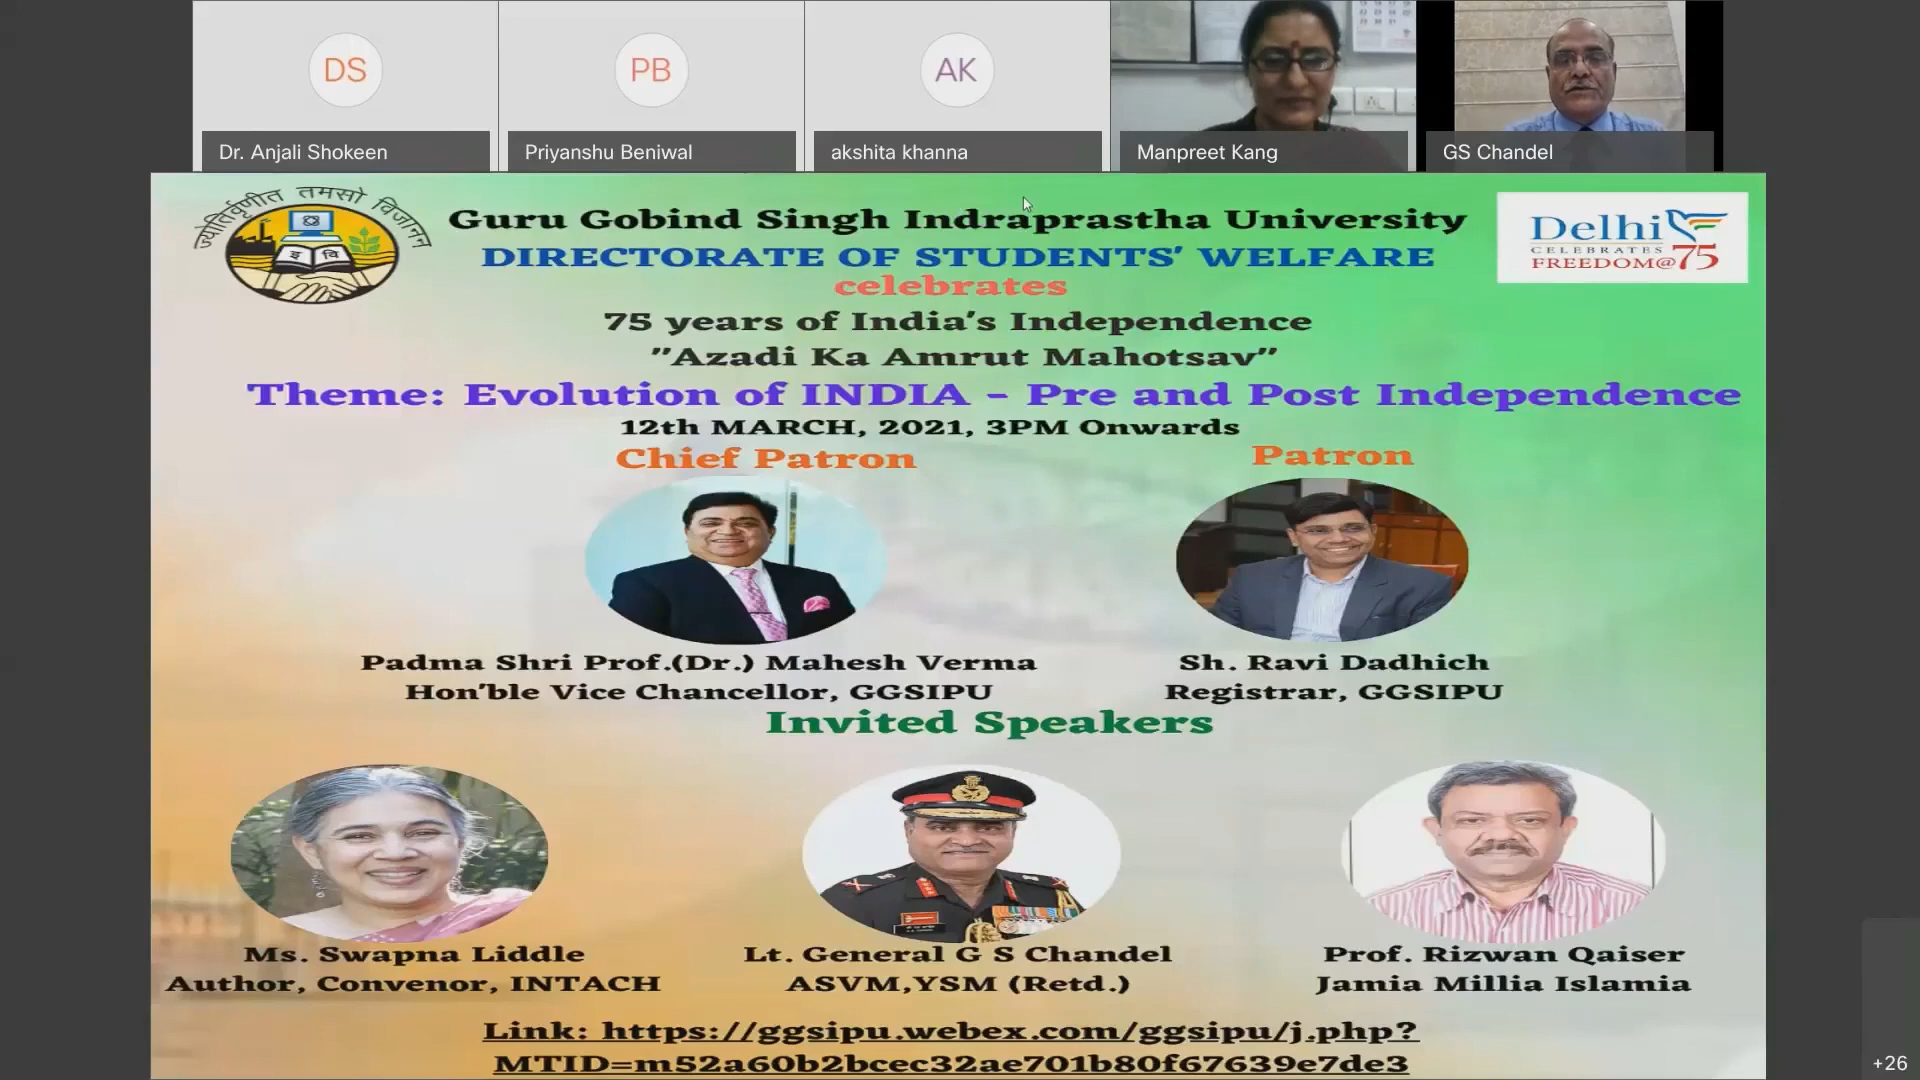 DS
PB
AK
Dr. Anjali Shokeen
Priyanshu Beniwal
akshita khanna
Manpreet Kang
GS Chandel
ज्योतिर्वृणीत तमसो विजानन
इ वि
Guru Gobind Singh Indraprastha University
DIRECTORATE OF STUDENTS' WELFARE
celebrates
Delhi
CELEBRATES
FREEDOM@75
75 years of India's Independence
"Azadi Ka Amrut Mahotsav"
Theme: Evolution of INDIA - Pre and Post Independence
12th MARCH, 2021, 3PM Onwards
Chief Patron
Patron
Padma Shri Prof.(Dr.) Mahesh Verma
Hon'ble Vice Chancellor, GGSIPU
Sh. Ravi Dadhich
Registrar, GGSIPU
Invited Speakers
Ms. Swapna Liddle
Author, Convenor, INTACH
Lt. General G S Chandel
ASVM,YSM (Retd.)
Prof. Rizwan Qaiser
Jamia Millia Islamia
Link: https://ggsipu.webex.com/ggsipu/j.php?
MTID=m52a60b2bcec32ae701b80f67639e7de3
+26